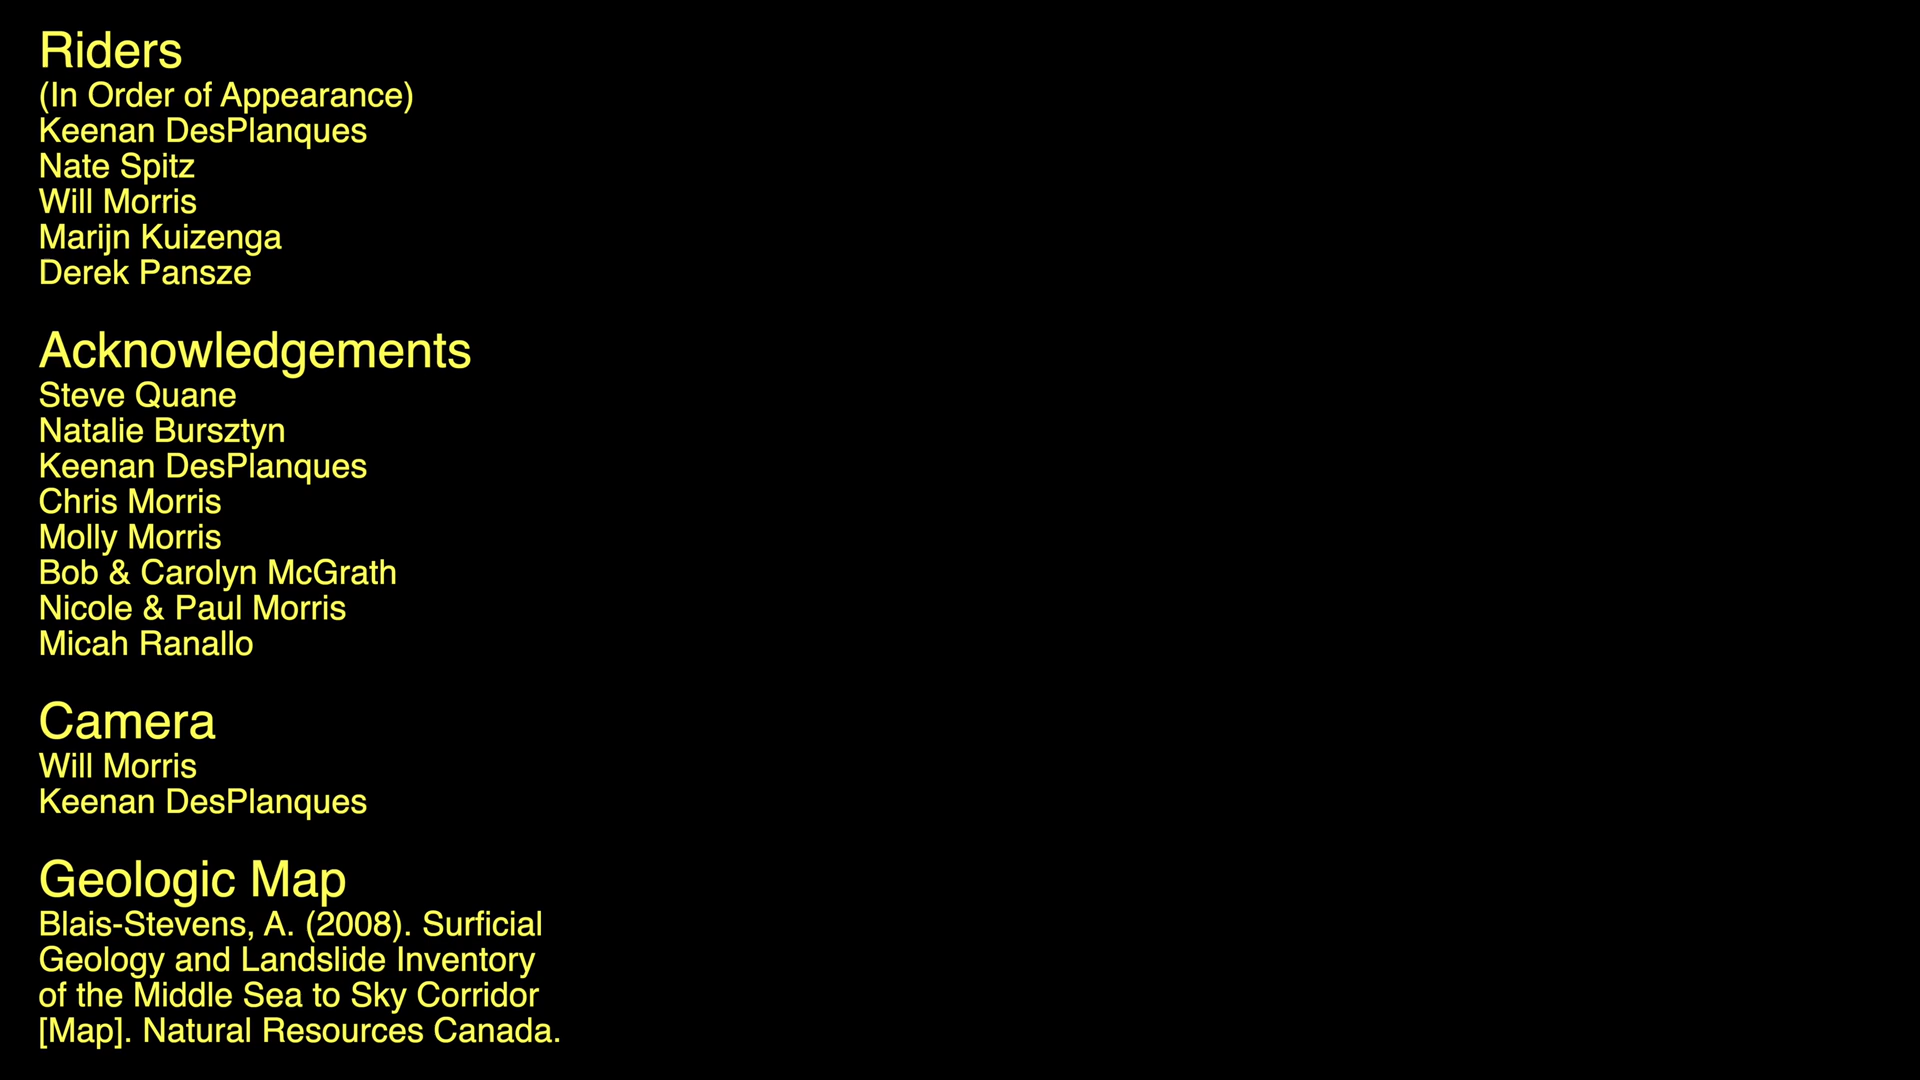 Riders
(In Order of Appearance)
Keenan DesPlanques
Nate Spitz
Will Morris
Marijn Kuizenga
Derek Pansze
Acknowledgements
Steve Quane
Natalie Bursztyn
Keenan DesPlanques
Chris Morris
Molly Morris
Bob & Carolyn McGrath
Nicole & Paul Morris
Micah Ranallo
Camera
Will Morris
Keenan DesPlanques
Geologic Map
Blais-Stevens, A. (2008). Surficial
Geology and Landslide Inventory
of the Middle Sea to Sky Corridor
[Map]. Natural Resources Canada.